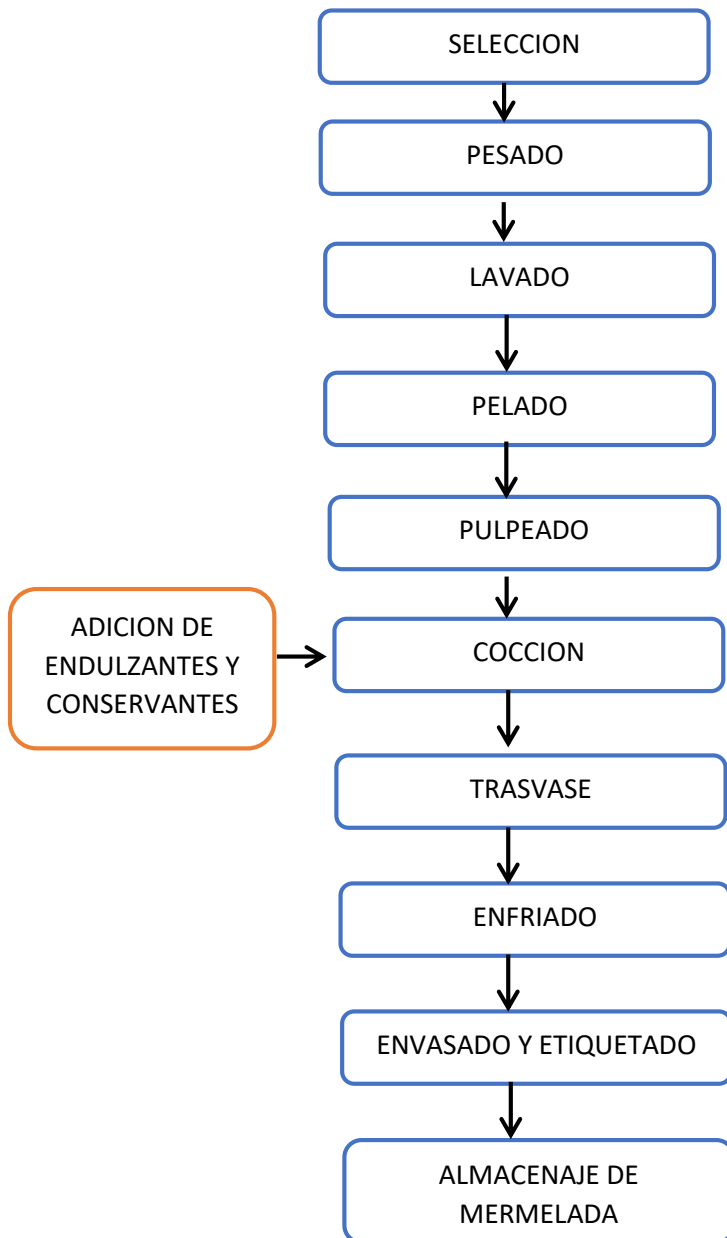 SELECCION
PESADO
LAVADO
PELADO
PULPEADO
ADICION DE
ENDULZANTES Y
CONSERVANTES
COCCION
TRASVASE
ENFRIADO
ENVASADO Y ETIQUETADO
ALMACENAJE DE
MERMELADA